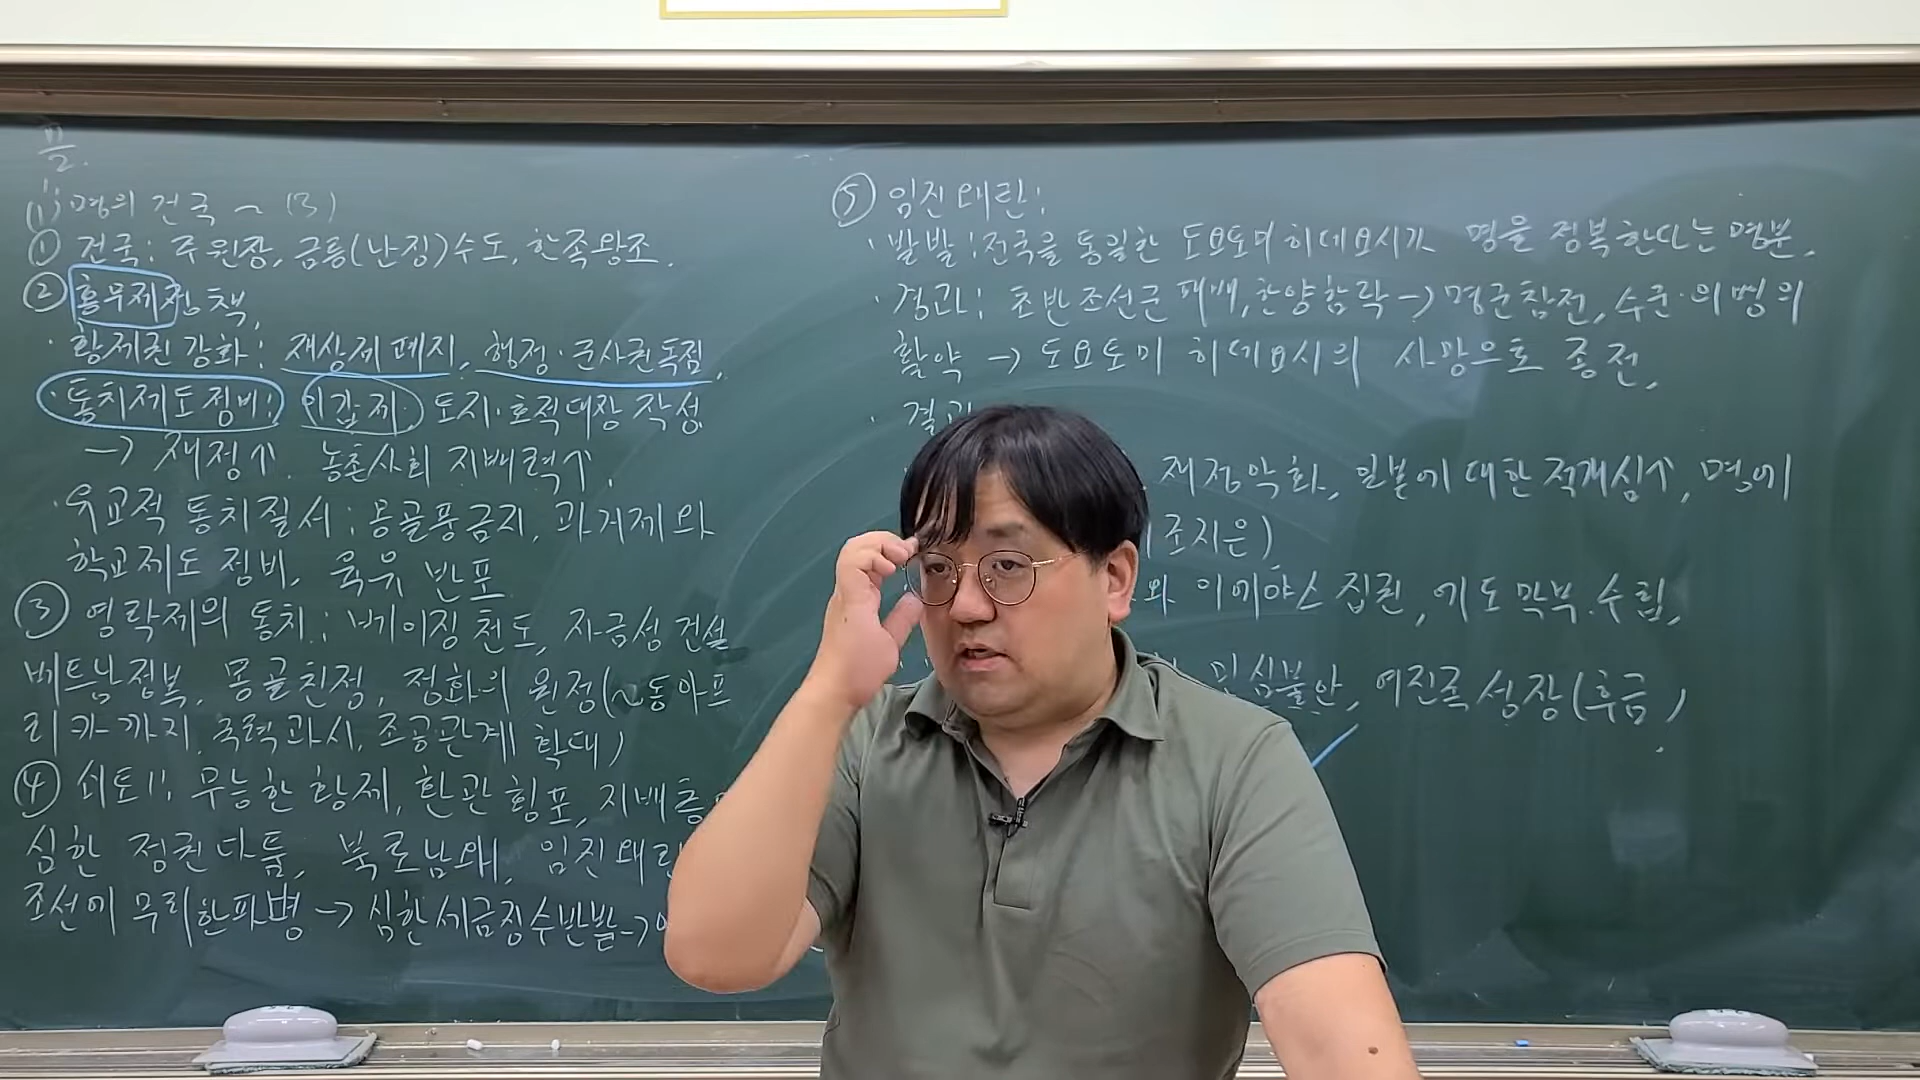 II
2.
(1) 명의 건국 ~ (3)
① 건국: 주원장, 금릉(난징)수도, 한족왕조.
② 홍무제정책
· 황제권 강화: 재상제 폐지, 행정·군사권독점,
· 통치제도정비: 이갑제, 토지·호적대장 작성
→ 재정↑, 농촌사회 지배력↑.
· 유교적 통치질서: 몽골풍금지, 과거제와
학교제도 정비, 육유 반포
③ 영락제의 통치: 베이징천도, 자금성 건설
베트남정복, 몽골친정, 정화의 원정(~동아프
리카까지, 국력과시, 조공관계 확대)
④ 쇠퇴: 무능한 황제, 환관 횡포, 지배층
심한 정권다툼, 북로남왜, 임진왜란
조선에 무리한파병 → 심한세금징수반발→
⑤ 임진왜란:
· 발발: 전국을 통일한 도요토미 히데요시가 명을 정복한다는 명분.
· 경과: 초반조선군 패배, 한양함락 → 명군참전, 수군·의병의
활약 → 도요토미 히데요시의 사망으로 종전.
· 결과
재정악화, 일본에 대한 적개심↑, 명에
조지은)
와 이에야스 집권, 에도 막부 수립,
민심불안, 여진족성장(후금)